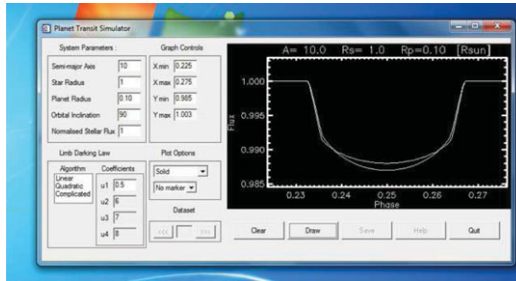 Planet Transit Simulator
System Parameters :
Semi-major Axis 10
Star Radius 1
Planet Radius 0.10
Orbital Inclination 90
Normalised Stellar Flux 1
Graph Controls
X min 0.225
X max 0.275
Y min 0.985
Y max 1.003
Limb Darking Law
Algorithm
Linear
Quadratic
Complicated
Coefficients
u1 0.5
u2 6
u3 7
u4 8
Plot Options
Solid
No marker
Dataset
<<<
>>>
A= 10.0 Rs= 1.0 Rp=0.10 [Rsun]
Flux
1.000
0.995
0.990
0.985
0.23 0.24 0.25 0.26 0.27
Phase
Clear Draw Save Help Quit